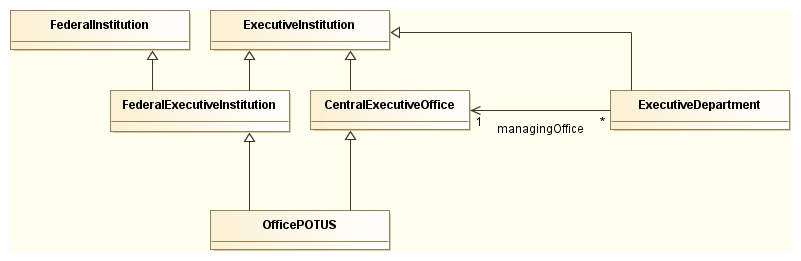 FederalInstitution
ExecutiveInstitution
FederalExecutiveInstitution
CentralExecutiveOffice
ExecutiveDepartment
1
managingOffice
*
OfficePOTUS